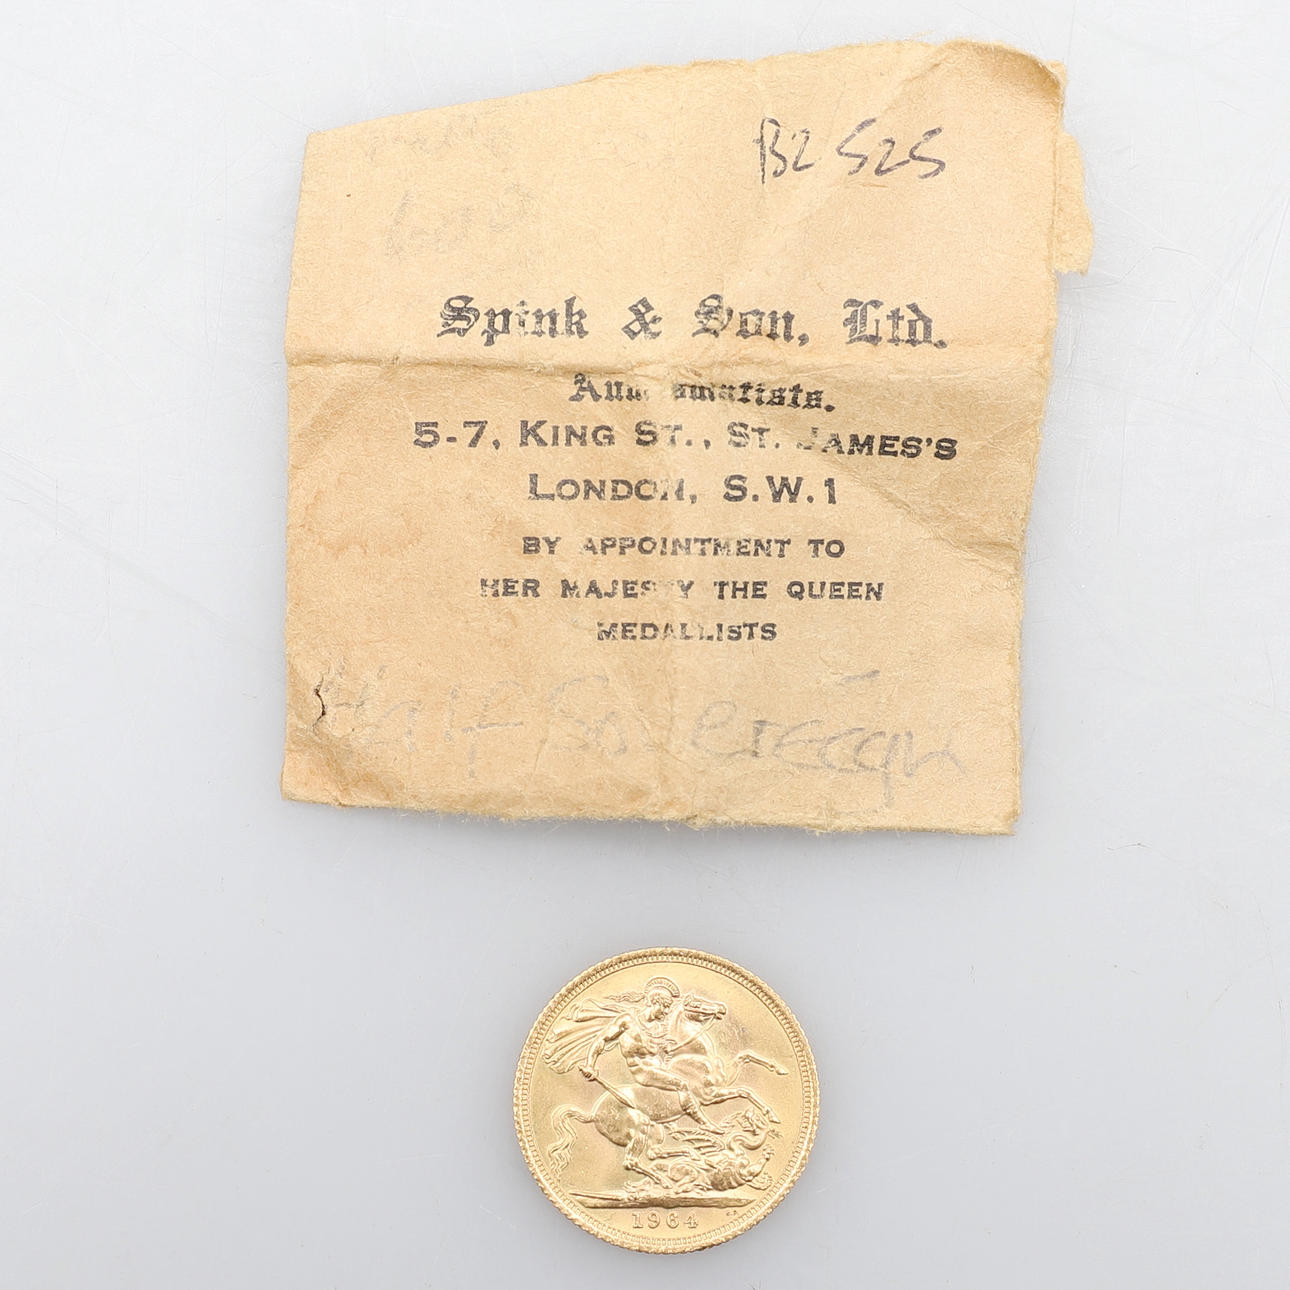 B2 525
Spink & Son, Ltd.
5-7, KING ST., ST. JAMES'S
LONDON, S.W.1
BY APPOINTMENT TO
HER MAJESTY THE QUEEN
MEDALLISTS
Half Sovereign
1964